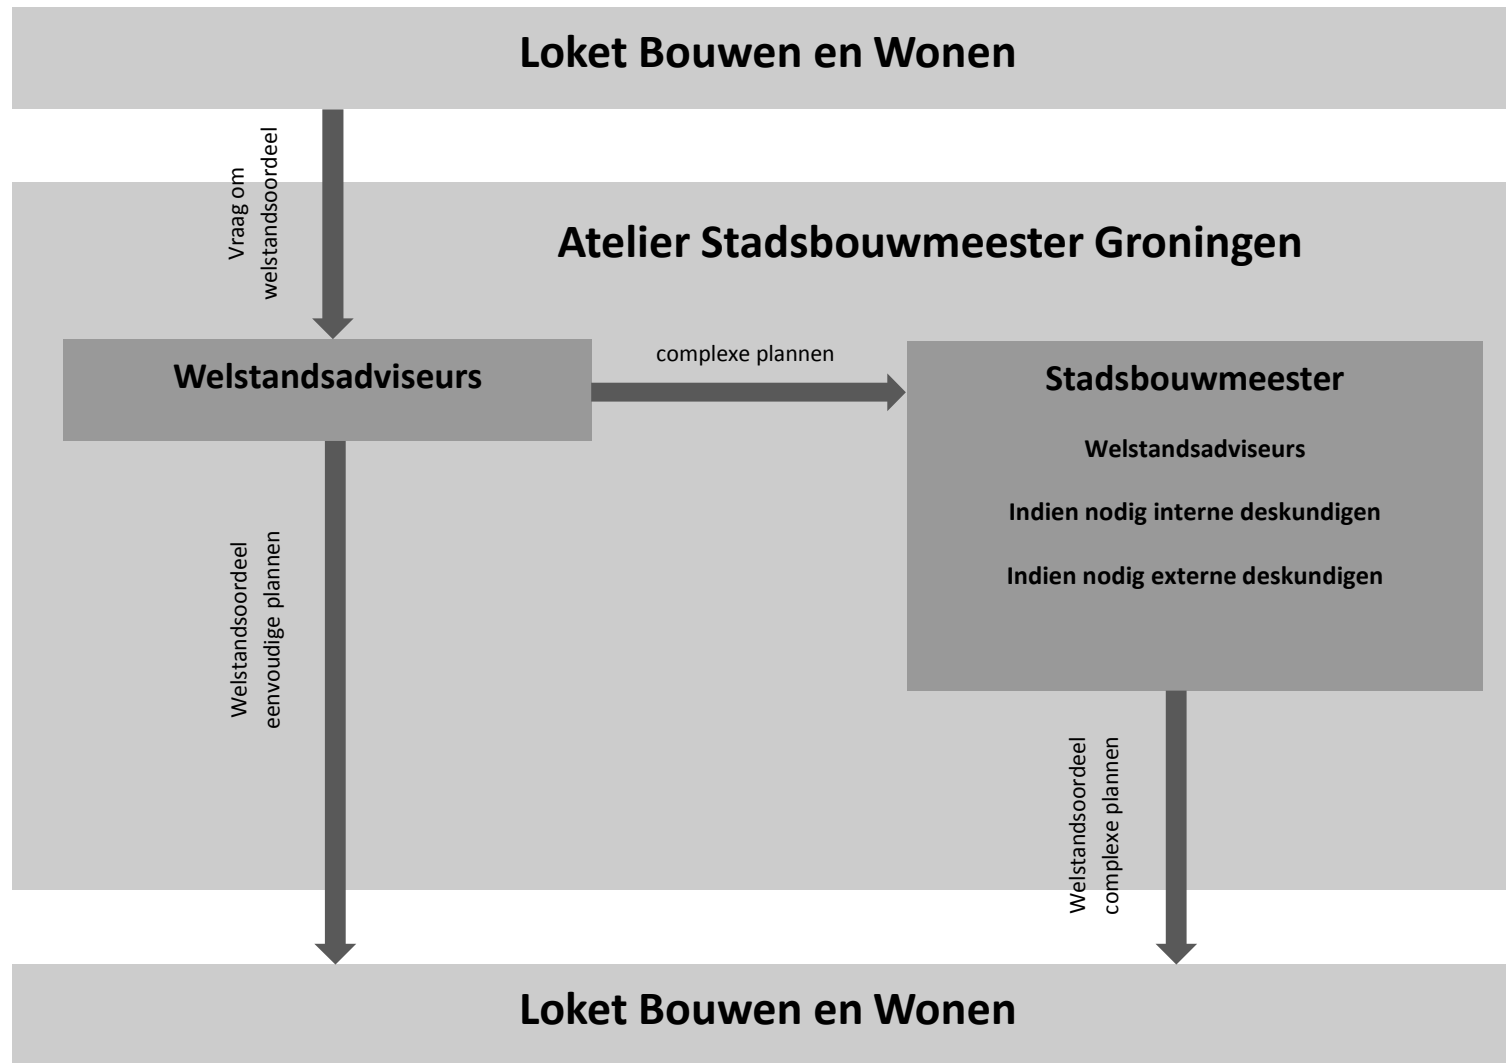 Loket Bouwen en Wonen
Vraag om
welstandsoordeel
Atelier Stadsbouwmeester Groningen
Welstandsadviseurs
complexe plannen
Stadsbouwmeester
Welstandsadviseurs
Indien nodig interne deskundigen
Indien nodig externe deskundigen
Welstandsoordeel
eenvoudige plannen
Welstandsoordeel
complexe plannen
Loket Bouwen en Wonen